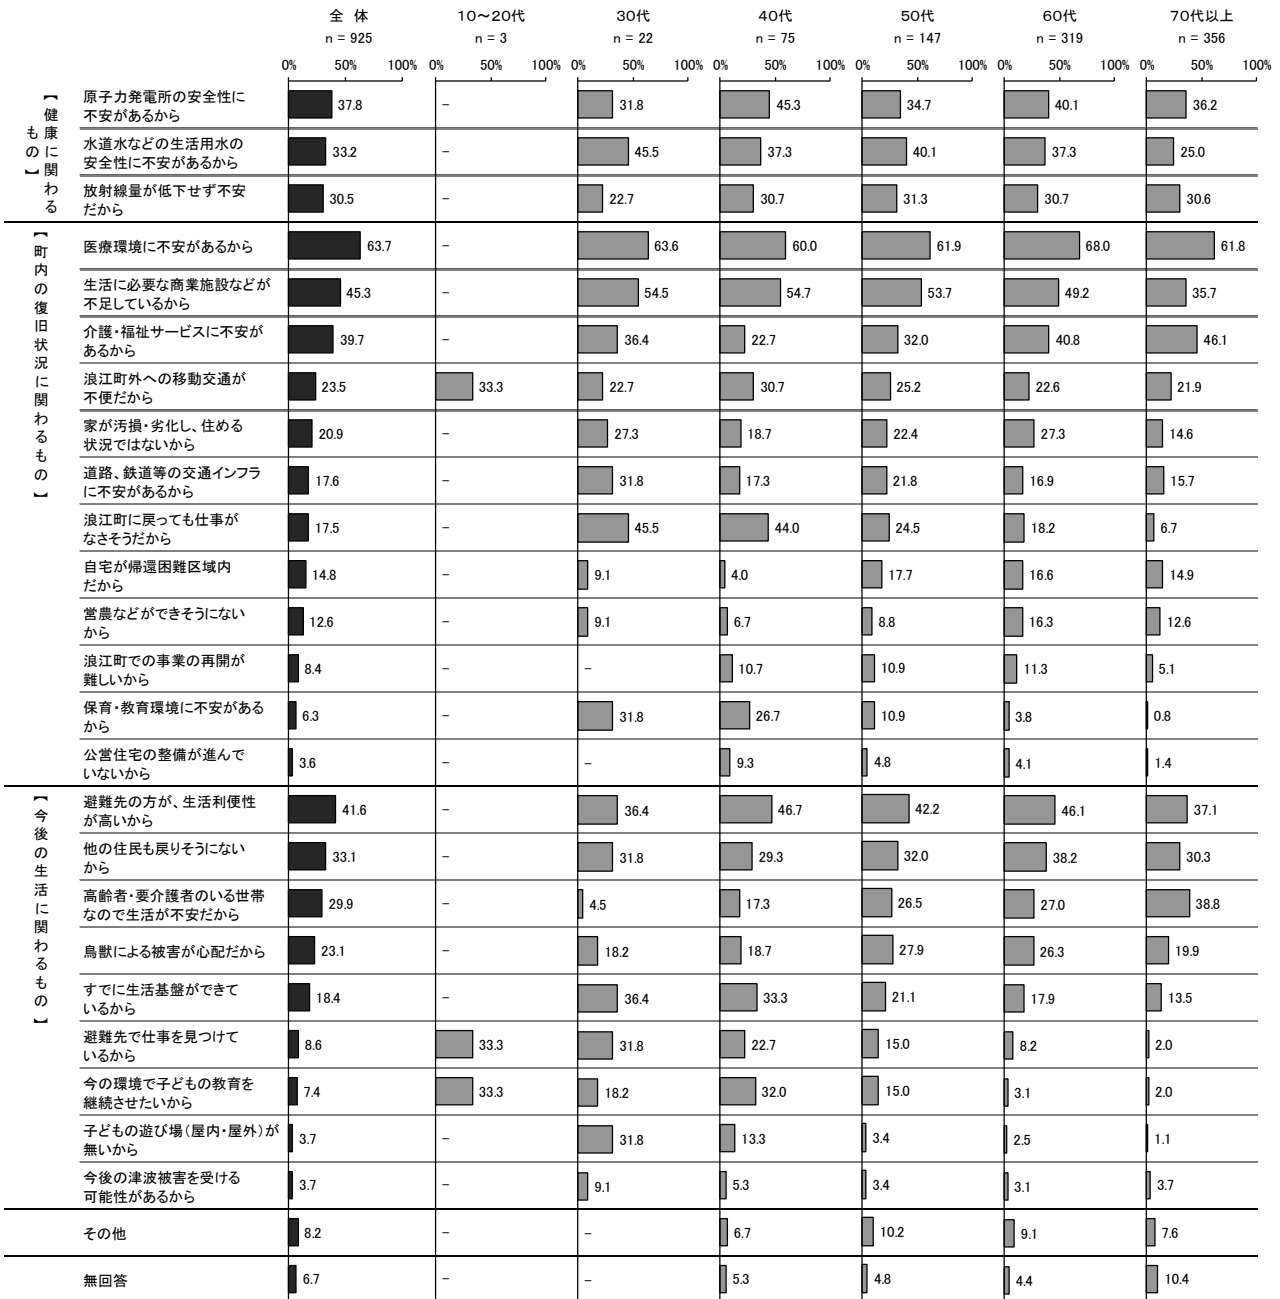 全 体 10～20代 30代 40代 50代 60代 70代以上
n = 925 n = 3 n = 22 n = 75 n = 147 n = 319 n = 356
0% 50% 100% 0% 50% 100% 0% 50% 100% 0% 50% 100% 0% 50% 100% 0% 50% 100% 0% 50% 100%
【健康に関わるもの】
原子力発電所の安全性に
不安があるから
37.8 － 31.8 45.3 34.7 40.1 36.2
水道水などの生活用水の
安全性に不安があるから
33.2 － 45.5 37.3 40.1 37.3 25.0
放射線量が低下せず不安
だから
30.5 － 22.7 30.7 31.3 30.7 30.6
【町内の復旧状況に関わるもの】
医療環境に不安があるから
63.7 － 63.6 60.0 61.9 68.0 61.8
生活に必要な商業施設などが
不足しているから
45.3 － 54.5 54.7 53.7 49.2 35.7
介護・福祉サービスに不安が
あるから
39.7 － 36.4 22.7 32.0 40.8 46.1
浪江町外への移動交通が
不便だから
23.5 33.3 22.7 30.7 25.2 22.6 21.9
家が汚損・劣化し、住める
状況ではないから
20.9 － 27.3 18.7 22.4 27.3 14.6
道路、鉄道等の交通インフラ
に不安があるから
17.6 － 31.8 17.3 21.8 16.9 15.7
浪江町に戻っても仕事が
なさそうだから
17.5 － 45.5 44.0 24.5 18.2 6.7
自宅が帰還困難区域内
だから
14.8 － 9.1 4.0 17.7 16.6 14.9
営農などができそうにない
から
12.6 － 9.1 6.7 8.8 16.3 12.6
浪江町での事業の再開が
難しいから
8.4 － － 10.7 10.9 11.3 5.1
保育・教育環境に不安がある
から
6.3 － 31.8 26.7 10.9 3.8 0.8
公営住宅の整備が進んで
いないから
3.6 － － 9.3 4.8 4.1 1.4
【今後の生活に関わるもの】
避難先の方が、生活利便性
が高いから
41.6 － 36.4 46.7 42.2 46.1 37.1
他の住民も戻りそうにない
から
33.1 － 31.8 29.3 32.0 38.2 30.3
高齢者・要介護者のいる世帯
なので生活が不安だから
29.9 － 4.5 17.3 26.5 27.0 38.8
鳥獣による被害が心配だから
23.1 － 18.2 18.7 27.9 26.3 19.9
すでに生活基盤ができて
いるから
18.4 － 36.4 33.3 21.1 17.9 13.5
避難先で仕事を見つけて
いるから
8.6 33.3 31.8 22.7 15.0 8.2 2.0
今の環境で子どもの教育を
継続させたいから
7.4 33.3 18.2 32.0 15.0 3.1 2.0
子どもの遊び場（屋内・屋外）が
無いから
3.7 － 31.8 13.3 3.4 2.5 1.1
今後の津波被害を受ける
可能性があるから
3.7 － 9.1 5.3 3.4 3.1 3.7
その他
8.2 － － 6.7 10.2 9.1 7.6
無回答
6.7 － － 5.3 4.8 4.4 10.4